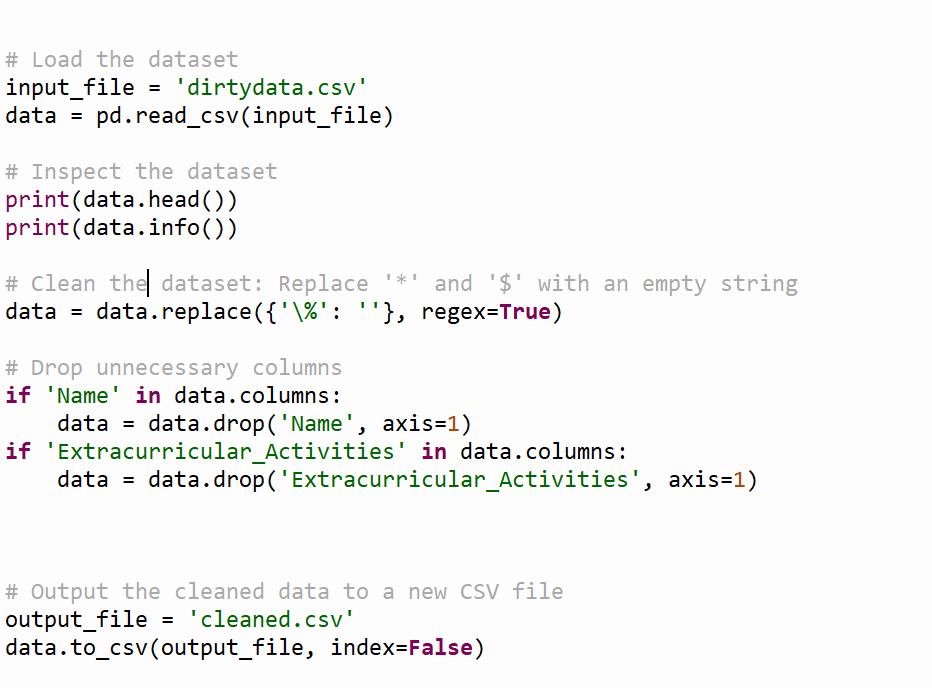 # Load the dataset
input_file = 'dirtydata.csv'
data = pd.read_csv(input_file)
# Inspect the dataset
print(data.head())
print(data.info())
# Clean the dataset: Replace '*' and '$' with an empty string
data = data.replace({'\%': ''}, regex=True)
# Drop unnecessary columns
if 'Name' in data.columns:
    data = data.drop('Name', axis=1)
if 'Extracurricular_Activities' in data.columns:
    data = data.drop('Extracurricular_Activities', axis=1)
# Output the cleaned data to a new CSV file
output_file = 'cleaned.csv'
data.to_csv(output_file, index=False)